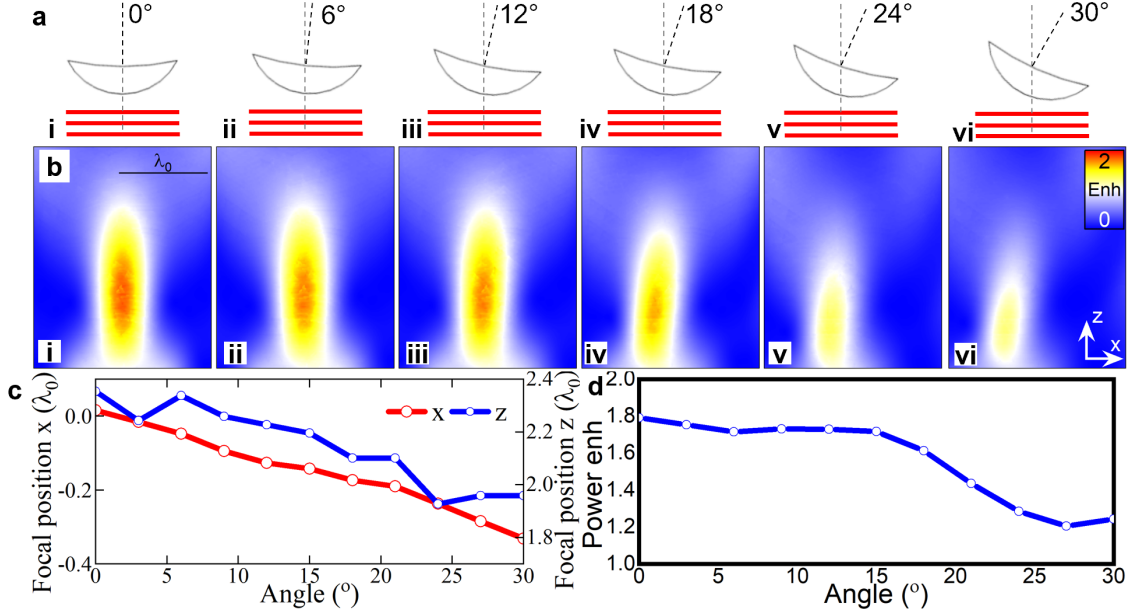 a 0° 6° 12° 18° 24° 30°
i ii iii iv v vi
b λ₀ 2 Enh 0
z
x
i ii iii iv v vi
c Focal position x (λ₀) 0.0 -0.2 -0.4
x z
2.4 2.2 2.0 1.8 Focal position z (λ₀)
0 5 10 15 20 25 30
Angle (°)
d Power enh 2.0 1.8 1.6 1.4 1.2 1.0
0 5 10 15 20 25 30
Angle (°)